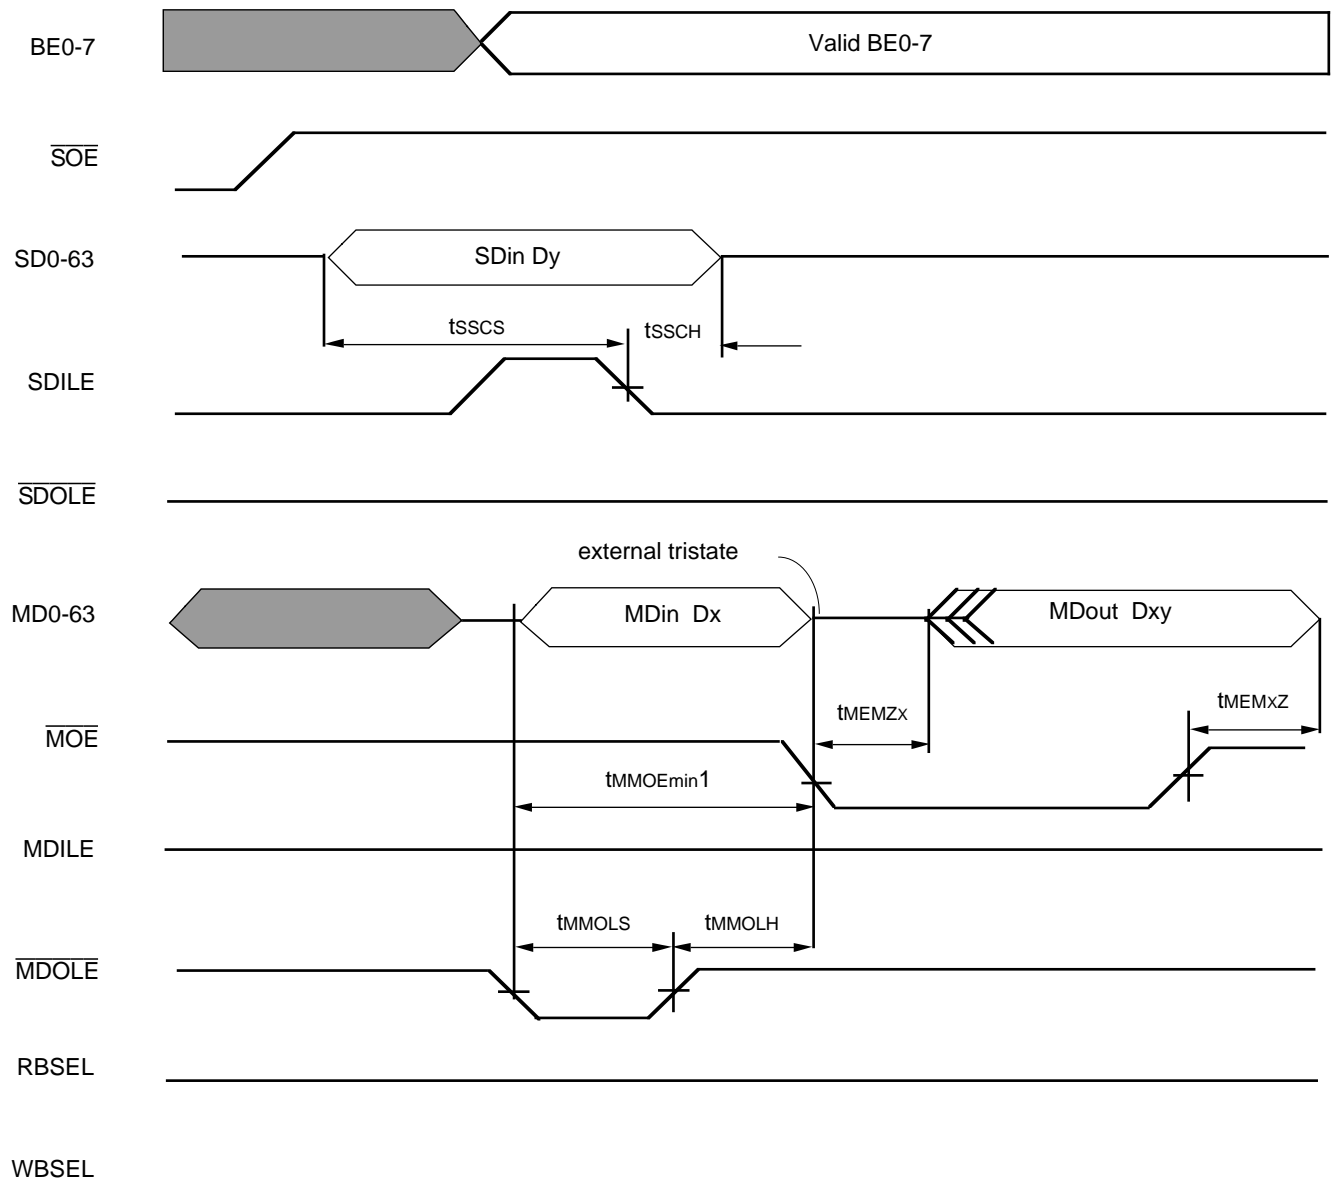 BE0-7
Valid BE0-7
SOE
SD0-63
SDin Dy
tSSCS
tSSCH
SDILE
SDOLE
external tristate
MD0-63
MDin Dx
MDout Dxy
tMEMZX
tMEMXZ
MOE
tMMOEmin1
MDILE
tMMOLS
tMMOLH
MDOLE
RBSEL
WBSEL